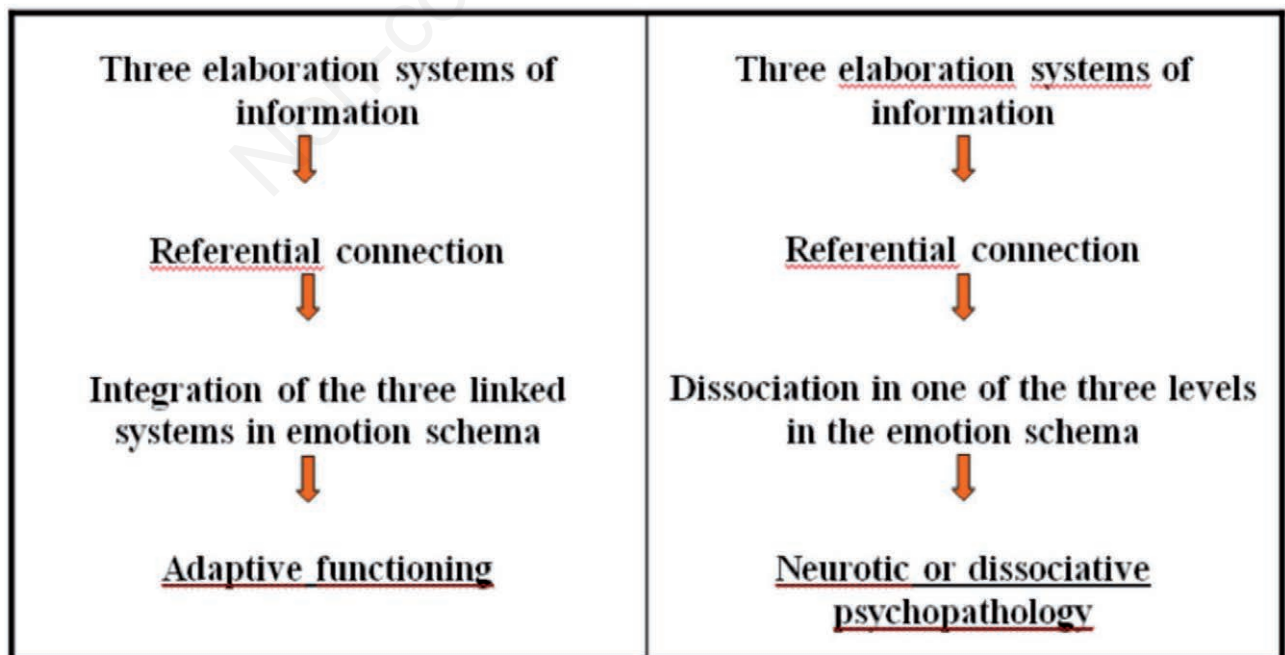 Three elaboration systems of
information
Referential connection
Integration of the three linked
systems in emotion schema
Adaptive functioning
Three elaboration systems of
information
Referential connection
Dissociation in one of the three levels
in the emotion schema
Neurotic or dissociative
psychopathology